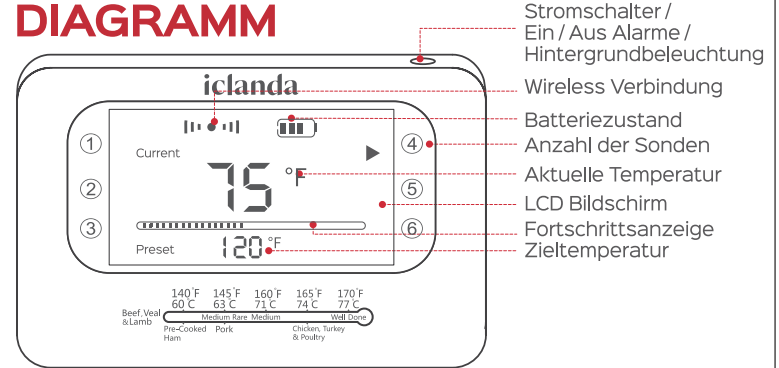 DIAGRAMM
Stromschalter /
Ein / Aus Alarme /
Hintergrundbeleuchtung
Wireless Verbindung
Batteriezustand
Anzahl der Sonden
Aktuelle Temperatur
LCD Bildschirm
Fortschrittsanzeige
Zieltemperatur
iclanda
① ④
Current
75 °F
② ⑤
③ ⑥
Preset 120 °F
140°F 145°F 160°F 165°F 170°F
60°C 63°C 71°C 74°C 77°C
Beef,Veal
&Lamb
Medium Rare Medium Well Done
Pre-Cooked
Ham
Pork
Chicken, Turkey
& Poultry